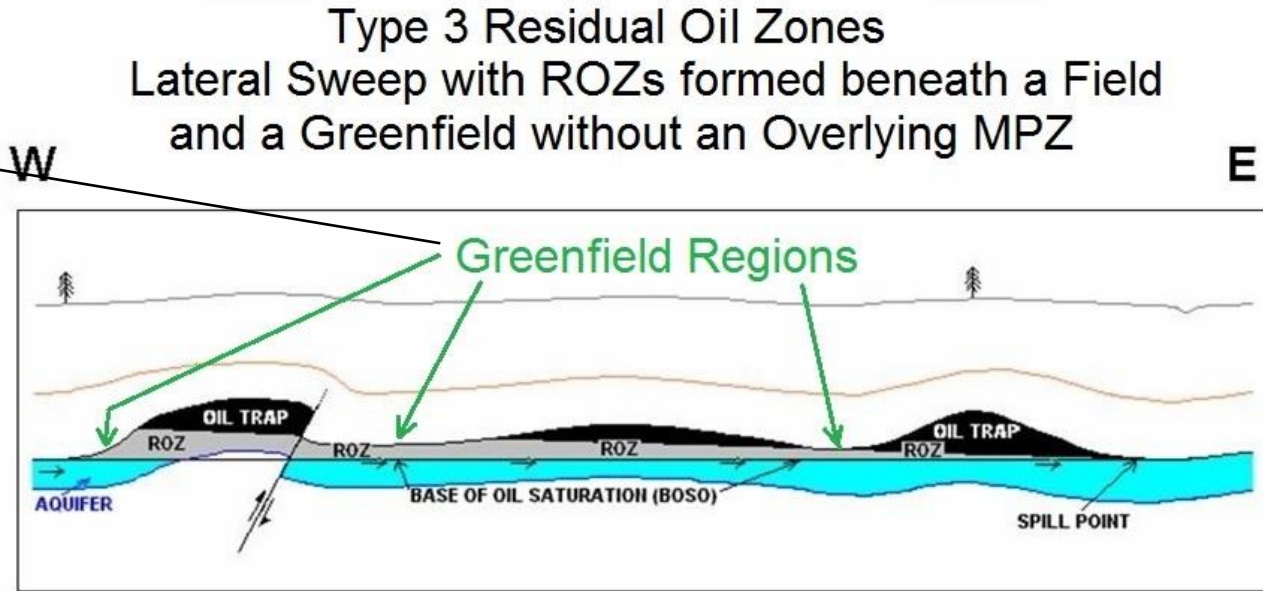 Type 3 Residual Oil Zones
Lateral Sweep with ROZs formed beneath a Field
and a Greenfield without an Overlying MPZ
W
E
Greenfield Regions
OIL TRAP
ROZ
ROZ
ROZ
OIL TRAP
ROZ
AQUIFER
BASE OF OIL SATURATION (BOSO)
SPILL POINT